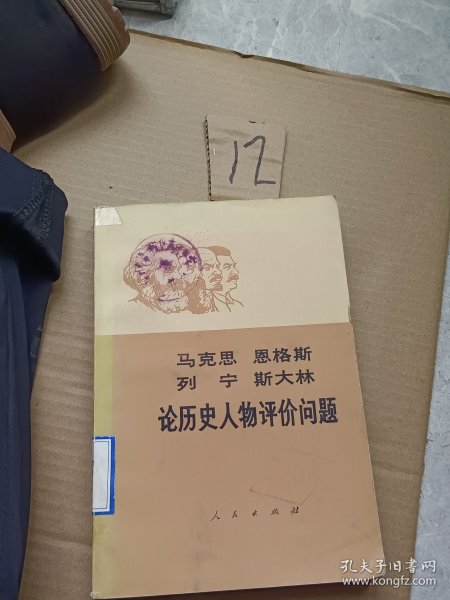 12
马克思 恩格斯
列 宁 斯大林
论历史人物评价问题
人民出版社
孔夫子旧书网
www.kongfz.com